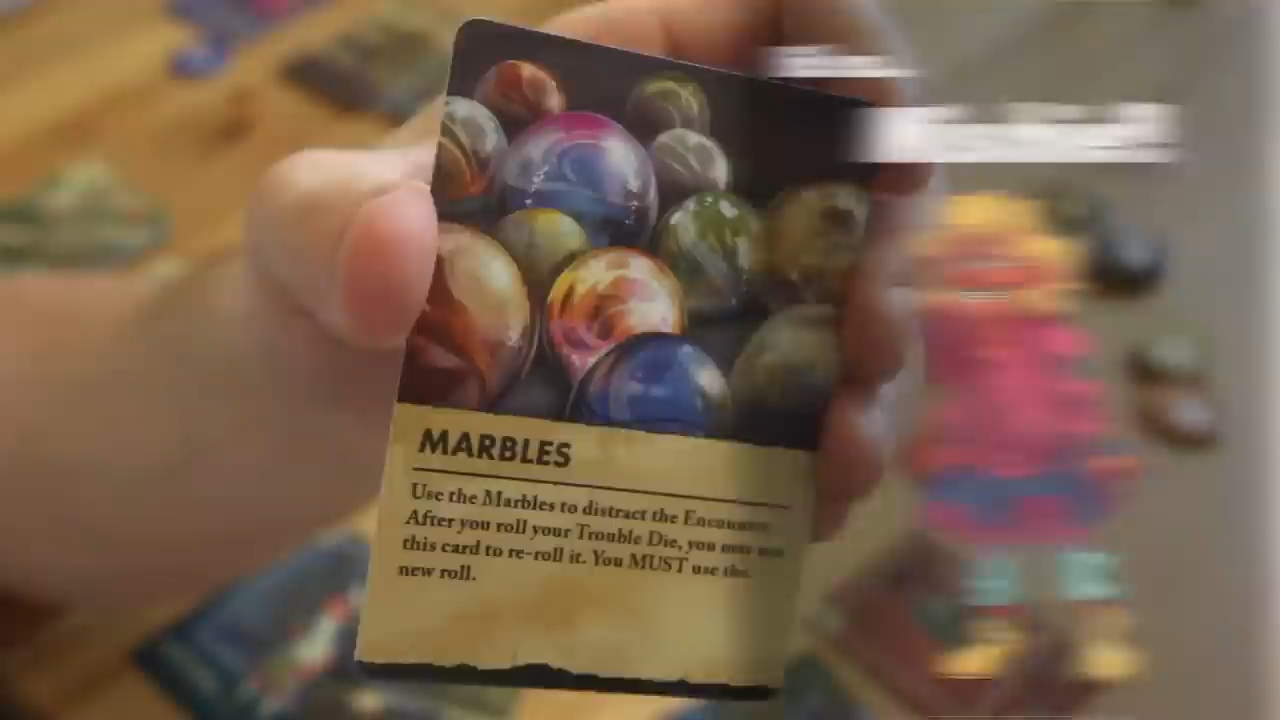 MARBLES
Use the Marbles to distract the Encounter.
After you roll your Trouble Die, you may use
this card to re-roll it. You MUST use the
new roll.